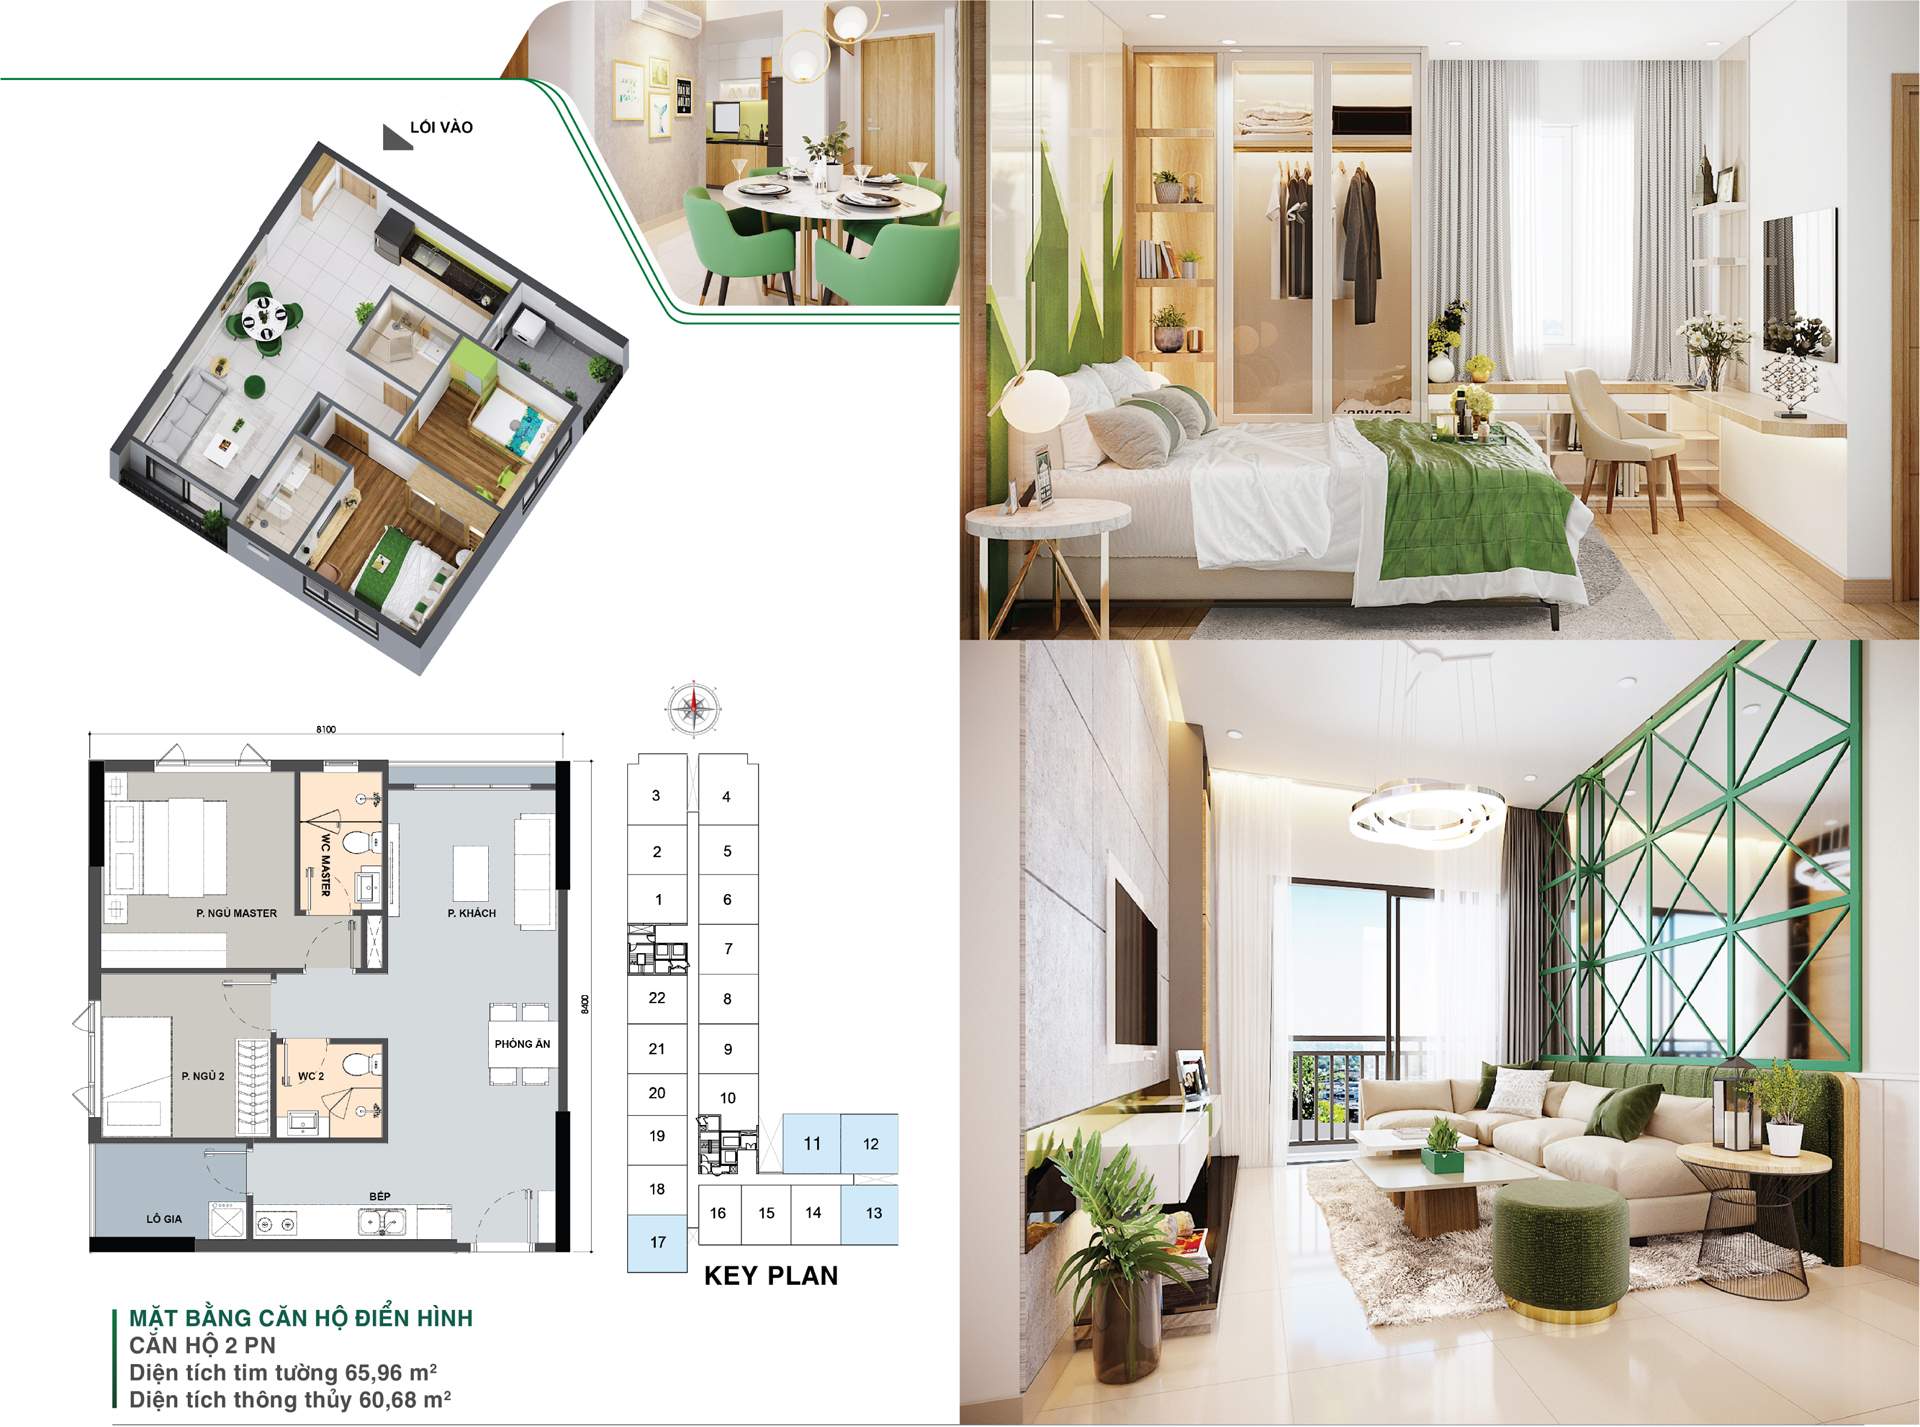 LỐI VÀO
8100
8400
WC MASTER
P. NGỦ MASTER
P. KHÁCH
PHÒNG ĂN
P. NGỦ 2
WC 2
BẾP
LÔ GIA
3
4
2
5
1
6
7
22
8
21
9
20
10
19
11
12
18
16
15
14
13
17
KEY PLAN
MẶT BẰNG CĂN HỘ ĐIỂN HÌNH
CĂN HỘ 2 PN
Diện tích tim tường 65,96 m²
Diện tích thông thủy 60,68 m²